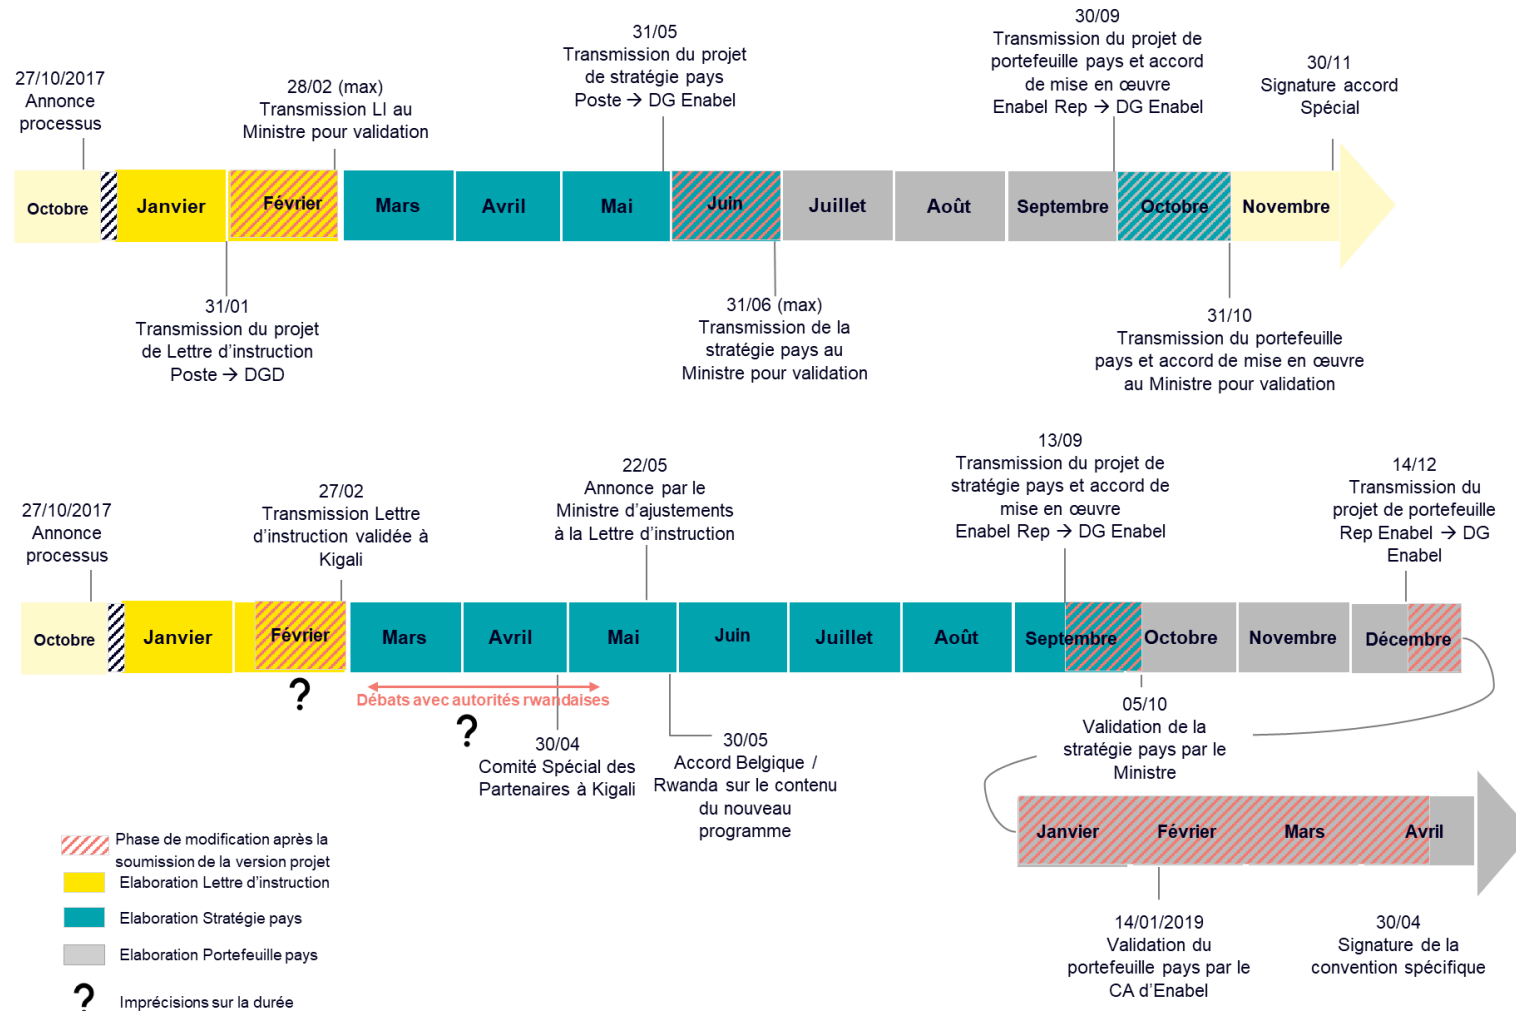 27/10/2017
Annonce
processus
28/02 (max)
Transmission LI au
Ministre pour validation
31/05
Transmission du projet
de stratégie pays
Poste → DG Enabel
30/09
Transmission du projet de
portefeuille pays et accord
de mise en œuvre
Enabel Rep → DG Enabel
30/11
Signature accord
Spécial
Octobre
Janvier
Février
Mars
Avril
Mai
Juin
Juillet
Août
Septembre
Octobre
Novembre
31/01
Transmission du projet
de Lettre d'instruction
Poste → DGD
31/06 (max)
Transmission de la
stratégie pays au
Ministre pour validation
31/10
Transmission du portefeuille
pays et accord de mise en œuvre
au Ministre pour validation
27/10/2017
Annonce
processus
27/02
Transmission Lettre
d'instruction validée à
Kigali
22/05
Annonce par le
Ministre d'ajustements
à la Lettre d'instruction
13/09
Transmission du projet de
stratégie pays et accord de
mise en œuvre
Enabel Rep → DG Enabel
14/12
Transmission du
projet de portefeuille
Rep Enabel → DG
Enabel
Octobre
Janvier
Février
Mars
Avril
Mai
Juin
Juillet
Août
Septembre
Octobre
Novembre
Décembre
?
Débats avec autorités rwandaises
?
30/04
Comité Spécial des
Partenaires à Kigali
30/05
Accord Belgique /
Rwanda sur le contenu
du nouveau
programme
05/10
Validation de la
stratégie pays par le
Ministre
Janvier
Février
Mars
Avril
14/01/2019
Validation du
portefeuille pays par le
CA d'Enabel
30/04
Signature de la
convention spécifique
Phase de modification après la
soumission de la version projet
Elaboration Lettre d'instruction
Elaboration Stratégie pays
Elaboration Portefeuille pays
? Imprécisions sur la durée